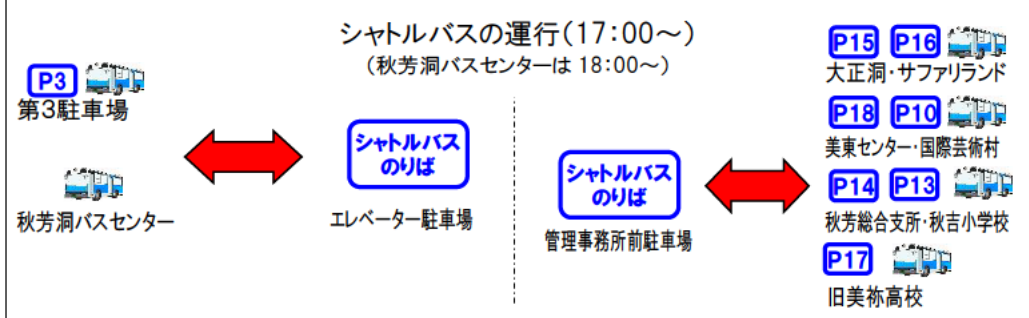 シャトルバスの運行(17:00～)
(秋芳洞バスセンターは 18:00～)
P3
第3駐車場
秋芳洞バスセンター
シャトルバス
のりば
エレベーター駐車場
シャトルバス
のりば
管理事務所前駐車場
P15 P16
大正洞・サファリランド
P18 P10
美東センター・国際芸術村
P14 P13
秋芳総合支所・秋吉小学校
P17
旧美祢高校